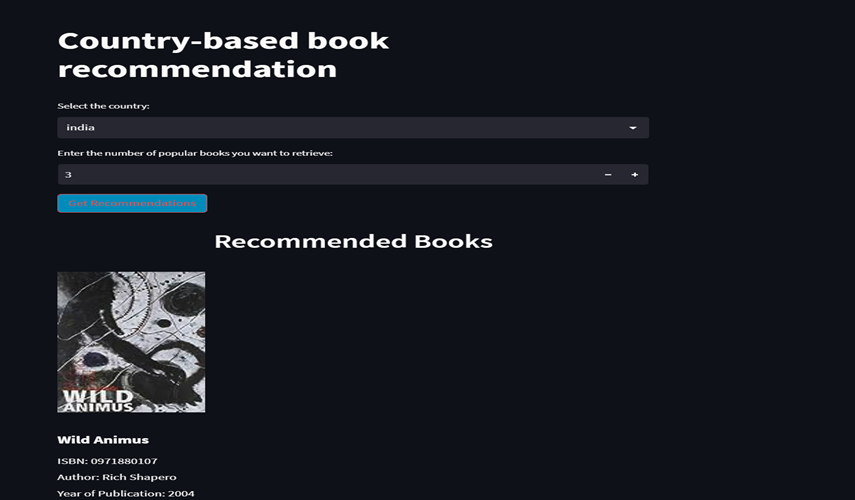 Country-based book
recommendation
Select the country:
india
Enter the number of popular books you want to retrieve:
3
Get Recommendations
Recommended Books
WILD
ANIMUS
Wild Animus
ISBN: 0971880107
Author: Rich Shapero
Year of Publication: 2004